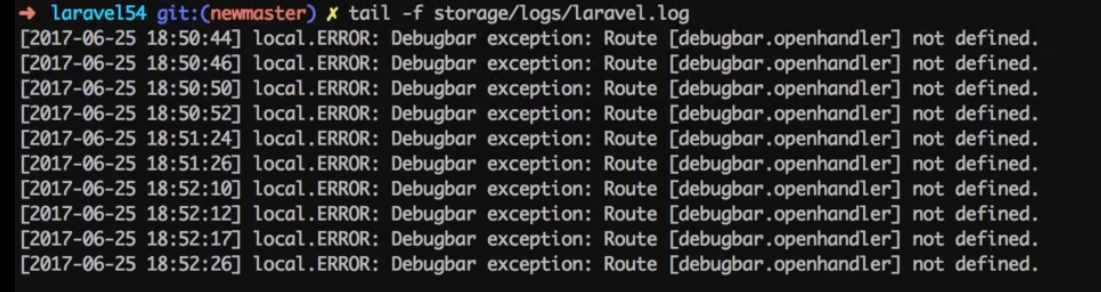 ➜ laravel54 git:(newmaster) ✗ tail -f storage/logs/laravel.log
[2017-06-25 18:50:44] local.ERROR: Debugbar exception: Route [debugbar.openhandler] not defined.
[2017-06-25 18:50:46] local.ERROR: Debugbar exception: Route [debugbar.openhandler] not defined.
[2017-06-25 18:50:50] local.ERROR: Debugbar exception: Route [debugbar.openhandler] not defined.
[2017-06-25 18:50:52] local.ERROR: Debugbar exception: Route [debugbar.openhandler] not defined.
[2017-06-25 18:51:24] local.ERROR: Debugbar exception: Route [debugbar.openhandler] not defined.
[2017-06-25 18:51:26] local.ERROR: Debugbar exception: Route [debugbar.openhandler] not defined.
[2017-06-25 18:52:10] local.ERROR: Debugbar exception: Route [debugbar.openhandler] not defined.
[2017-06-25 18:52:12] local.ERROR: Debugbar exception: Route [debugbar.openhandler] not defined.
[2017-06-25 18:52:17] local.ERROR: Debugbar exception: Route [debugbar.openhandler] not defined.
[2017-06-25 18:52:26] local.ERROR: Debugbar exception: Route [debugbar.openhandler] not defined.